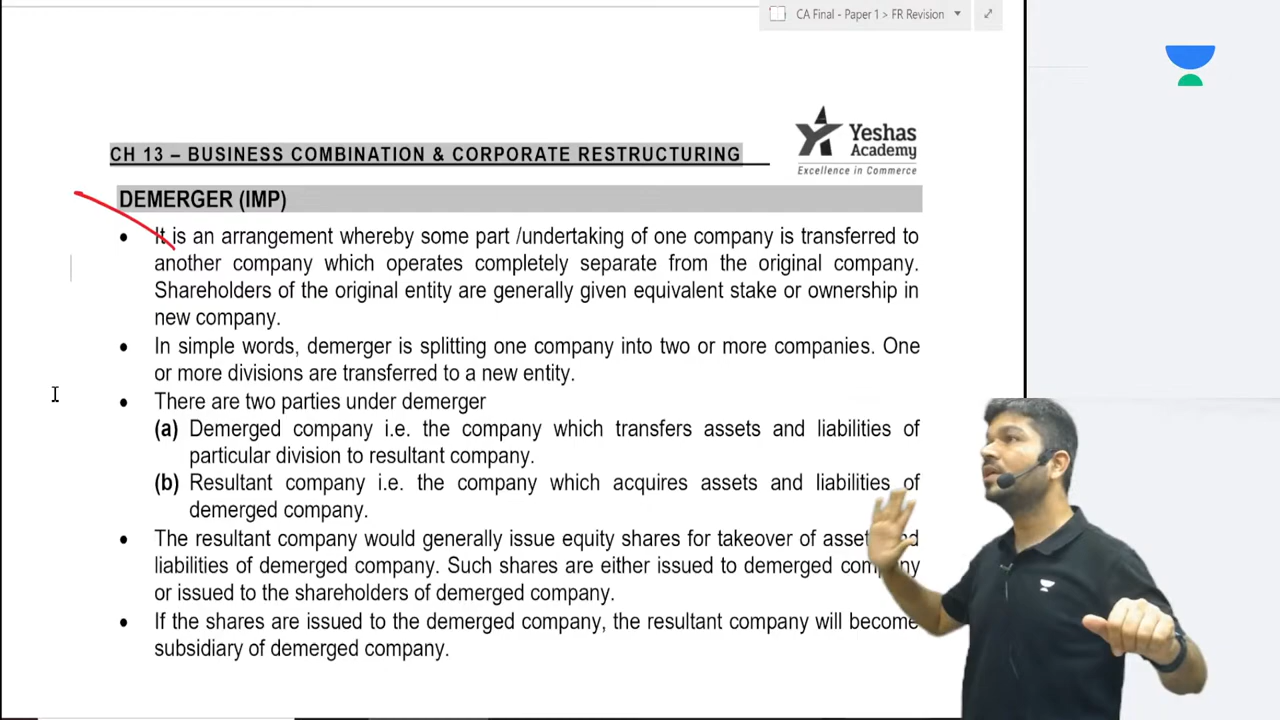 CA Final - Paper 1 > FR Revision
Yeshas
Academy
Excellence in Commerce
CH 13 – BUSINESS COMBINATION & CORPORATE RESTRUCTURING
DEMERGER (IMP)
• It is an arrangement whereby some part /undertaking of one company is transferred to
another company which operates completely separate from the original company.
Shareholders of the original entity are generally given equivalent stake or ownership in
new company.
• In simple words, demerger is splitting one company into two or more companies. One
or more divisions are transferred to a new entity.
• There are two parties under demerger
(a) Demerged company i.e. the company which transfers assets and liabilities of
particular division to resultant company.
(b) Resultant company i.e. the company which acquires assets and liabilities of
demerged company.
• The resultant company would generally issue equity shares for takeover of assets and
liabilities of demerged company. Such shares are either issued to demerged company
or issued to the shareholders of demerged company.
• If the shares are issued to the demerged company, the resultant company will become
subsidiary of demerged company.